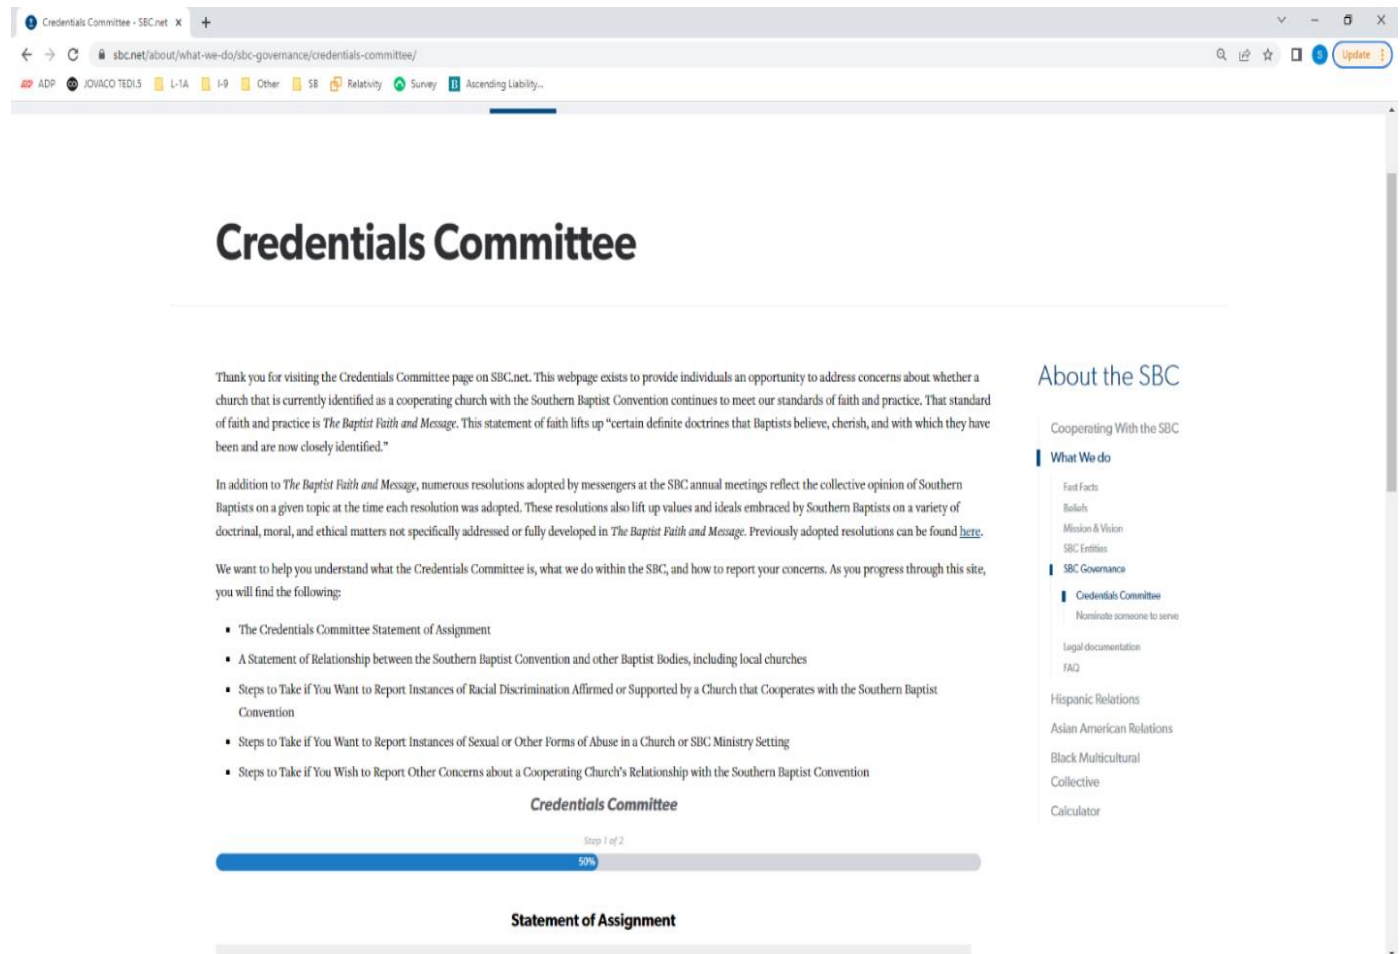 Credentials Committee - SBC.net
sbc.net/about/what-we-do/sbc-governance/credentials-committee/
S
Update
ADP
JOVACO TEDI.5
L-1A
I-9
Other
SB
Relativity
Survey
B
Ascending Liability...
Credentials Committee
Thank you for visiting the Credentials Committee page on SBC.net. This webpage exists to provide individuals an opportunity to address concerns about whether a
church that is currently identified as a cooperating church with the Southern Baptist Convention continues to meet our standards of faith and practice. That standard
of faith and practice is The Baptist Faith and Message. This statement of faith lifts up “certain definite doctrines that Baptists believe, cherish, and with which they have
been and are now closely identified.”
In addition to The Baptist Faith and Message, numerous resolutions adopted by messengers at the SBC annual meetings reflect the collective opinion of Southern
Baptists on a given topic at the time each resolution was adopted. These resolutions also lift up values and ideals embraced by Southern Baptists on a variety of
doctrinal, moral, and ethical matters not specifically addressed or fully developed in The Baptist Faith and Message. Previously adopted resolutions can be found here.
We want to help you understand what the Credentials Committee is, what we do within the SBC, and how to report your concerns. As you progress through this site,
you will find the following:
▪ The Credentials Committee Statement of Assignment
▪ A Statement of Relationship between the Southern Baptist Convention and other Baptist Bodies, including local churches
▪ Steps to Take if You Want to Report Instances of Racial Discrimination Affirmed or Supported by a Church that Cooperates with the Southern Baptist
Convention
▪ Steps to Take if You Want to Report Instances of Sexual or Other Forms of Abuse in a Church or SBC Ministry Setting
▪ Steps to Take if You Wish to Report Other Concerns about a Cooperating Church’s Relationship with the Southern Baptist Convention
Credentials Committee
Step 1 of 2
50%
Statement of Assignment
About the SBC
Cooperating With the SBC
What We do
Fast Facts
Beliefs
Mission & Vision
SBC Entities
SBC Governance
Credentials Committee
Nominate someone to serve
Legal documentation
FAQ
Hispanic Relations
Asian American Relations
Black Multicultural
Collective
Calculator